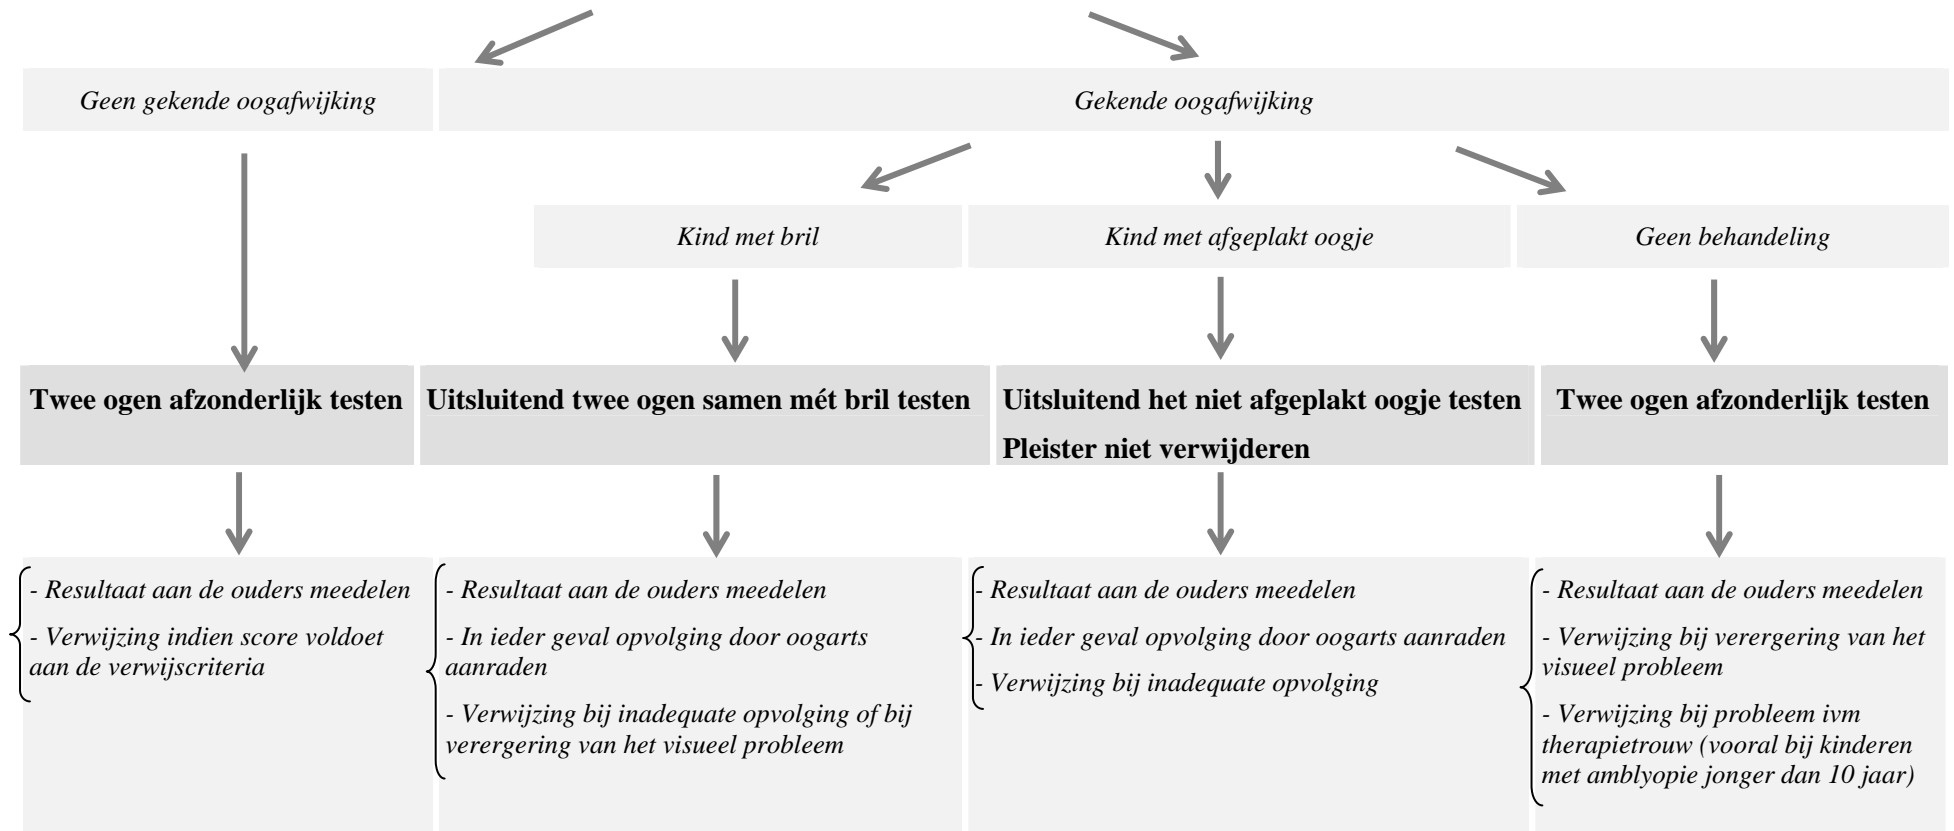 Geen gekende oogafwijking
Gekende oogafwijking
Kind met bril
Kind met afgeplakt oogje
Geen behandeling
Twee ogen afzonderlijk testen
Uitsluitend twee ogen samen mét bril testen
Uitsluitend het niet afgeplakt oogje testen
Pleister niet verwijderen
Twee ogen afzonderlijk testen
- Resultaat aan de ouders meedelen
- Verwijzing indien score voldoet
aan de verwijscriteria
- Resultaat aan de ouders meedelen
- In ieder geval opvolging door oogarts
aanraden
- Verwijzing bij inadequate opvolging of bij
verergering van het visueel probleem
- Resultaat aan de ouders meedelen
- In ieder geval opvolging door oogarts aanraden
- Verwijzing bij inadequate opvolging
- Resultaat aan de ouders meedelen
- Verwijzing bij verergering van het
visueel probleem
- Verwijzing bij probleem ivm
therapietrouw (vooral bij kinderen
met amblyopie jonger dan 10 jaar)